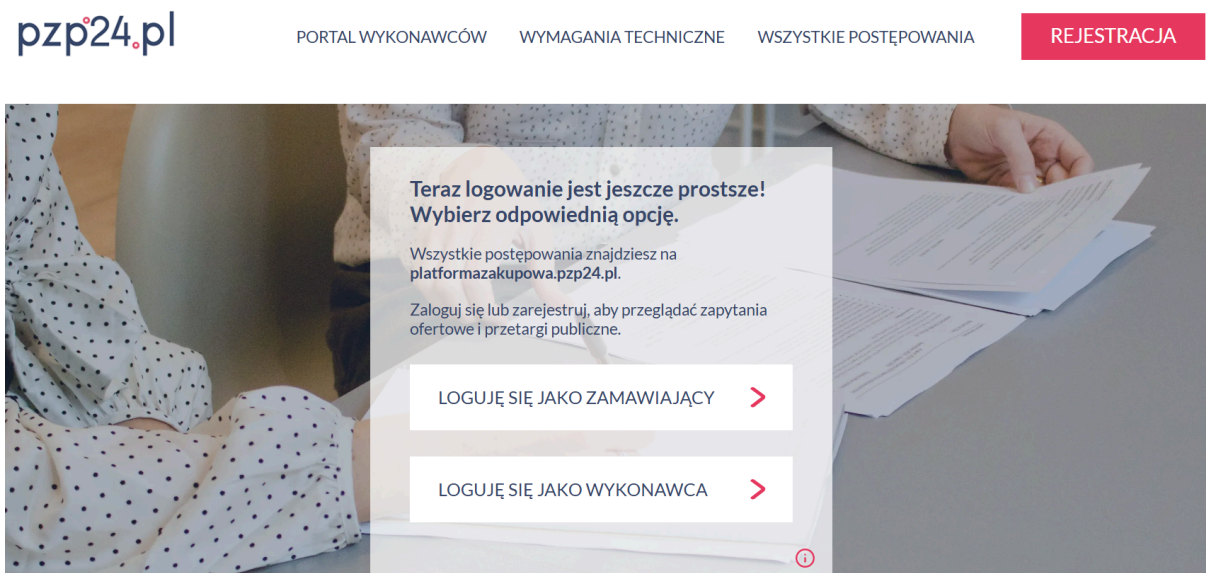 pzp24.pl
PORTAL WYKONAWCÓW
WYMAGANIA TECHNICZNE
WSZYSTKIE POSTĘPOWANIA
REJESTRACJA
Teraz logowanie jest jeszcze prostsze!
Wybierz odpowiednią opcję.
Wszystkie postępowania znajdziesz na
platformazakupowa.pzp24.pl.
Zaloguj się lub zarejestruj, aby przeglądać zapytania
ofertowe i przetargi publiczne.
LOGUJĘ SIĘ JAKO ZAMAWIAJĄCY
LOGUJĘ SIĘ JAKO WYKONAWCA